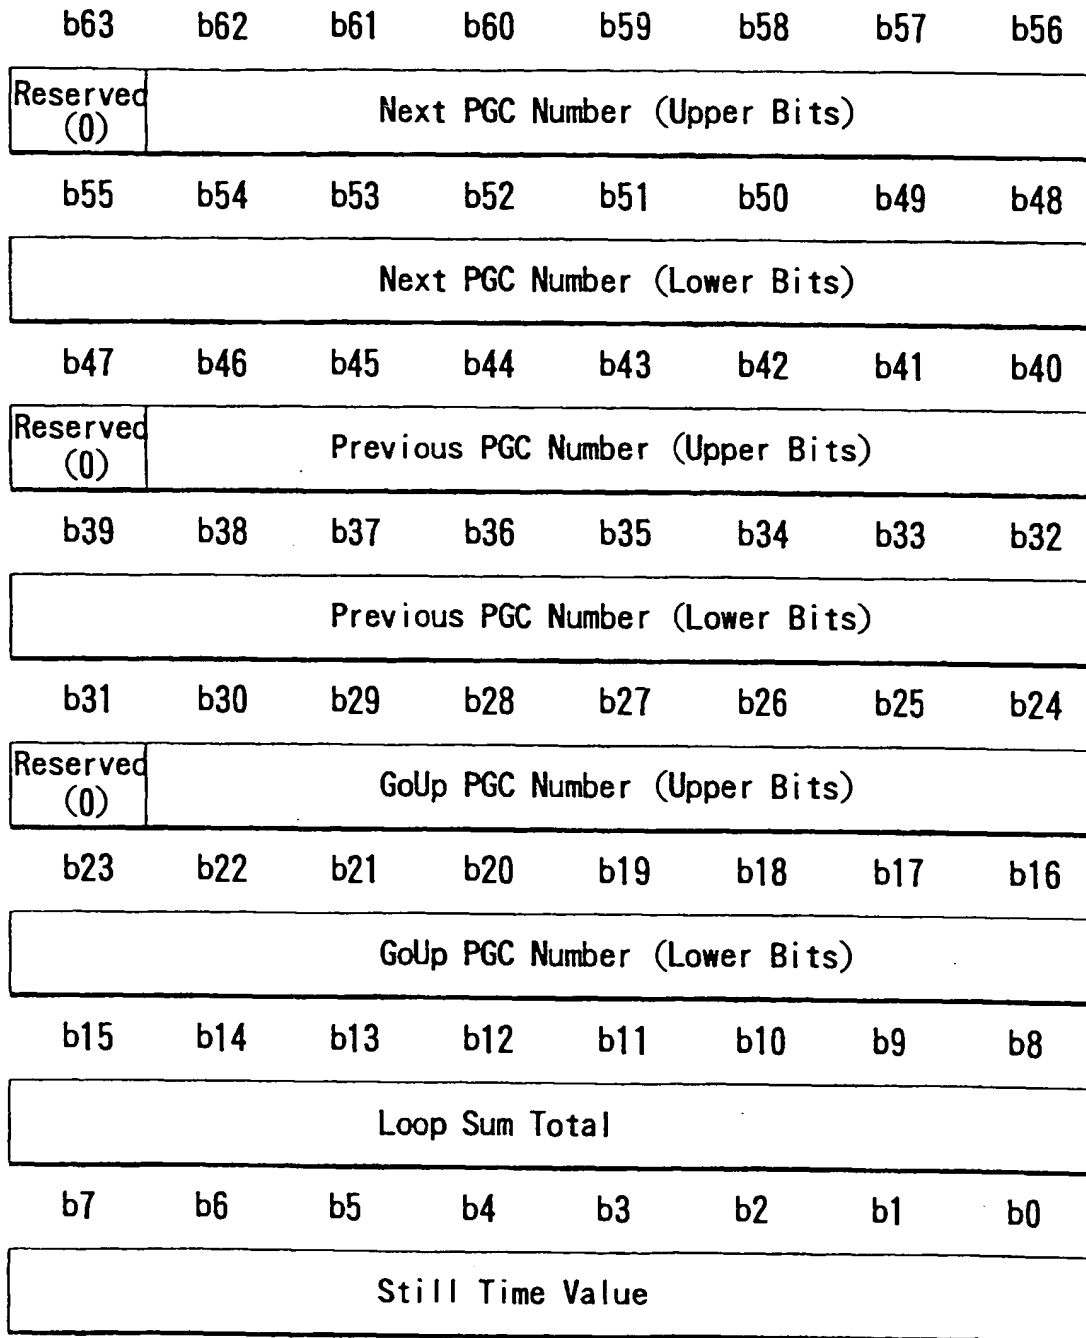 b63 b62 b61 b60 b59 b58 b57 b56
Reserved
(0)
Next PGC Number (Upper Bits)
b55 b54 b53 b52 b51 b50 b49 b48
Next PGC Number (Lower Bits)
b47 b46 b45 b44 b43 b42 b41 b40
Reserved
(0)
Previous PGC Number (Upper Bits)
b39 b38 b37 b36 b35 b34 b33 b32
Previous PGC Number (Lower Bits)
b31 b30 b29 b28 b27 b26 b25 b24
Reserved
(0)
GoUp PGC Number (Upper Bits)
b23 b22 b21 b20 b19 b18 b17 b16
GoUp PGC Number (Lower Bits)
b15 b14 b13 b12 b11 b10 b9 b8
Loop Sum Total
b7 b6 b5 b4 b3 b2 b1 b0
Still Time Value